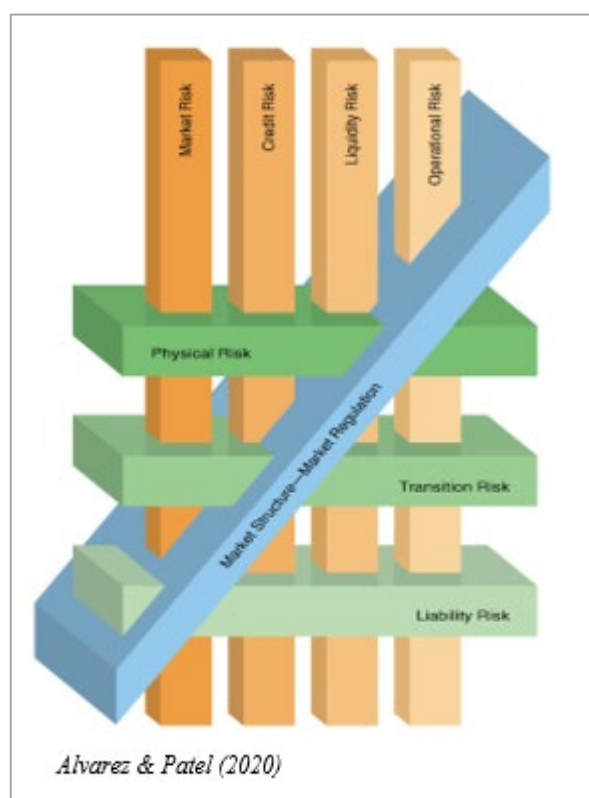 Market Risk
Credit Risk
Liquidity Risk
Operational Risk
Physical Risk
Market Structure—Market Regulation
Transition Risk
Liability Risk
Alvarez & Patel (2020)